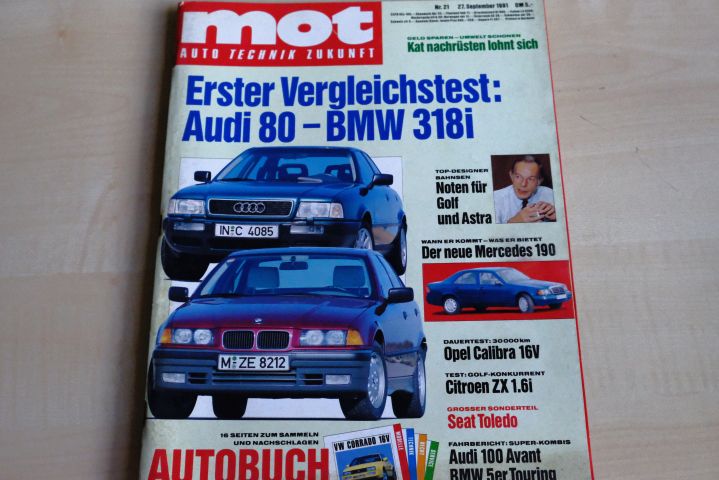 mot
AUTO TECHNIK ZUKUNFT
Nr. 21 27. September 1991 DM 5,-
GELD SPAREN – UMWELT SCHONEN
Kat nachrüsten lohnt sich
Erster Vergleichstest:
Audi 80 – BMW 318i
IN C 4085
M ZE 8212
TOP-DESIGNER
BAHNSEN
Noten für
Golf
und Astra
WANN ER KOMMT – WAS ER BIETET
Der neue Mercedes 190
DAUERTEST: 30000 km
Opel Calibra 16V
TEST: GOLF-KONKURRENT
Citroen ZX 1.6i
GROSSER SONDERTEIL
Seat Toledo
FAHRBERICHT: SUPER-KOMBIS
Audi 100 Avant
BMW 5er Touring
16 SEITEN ZUM SAMMELN
UND NACHSCHLAGEN
AUTOBUCH
VW CORRADO 16V
MODELLE
TECHNIK
SERVICE